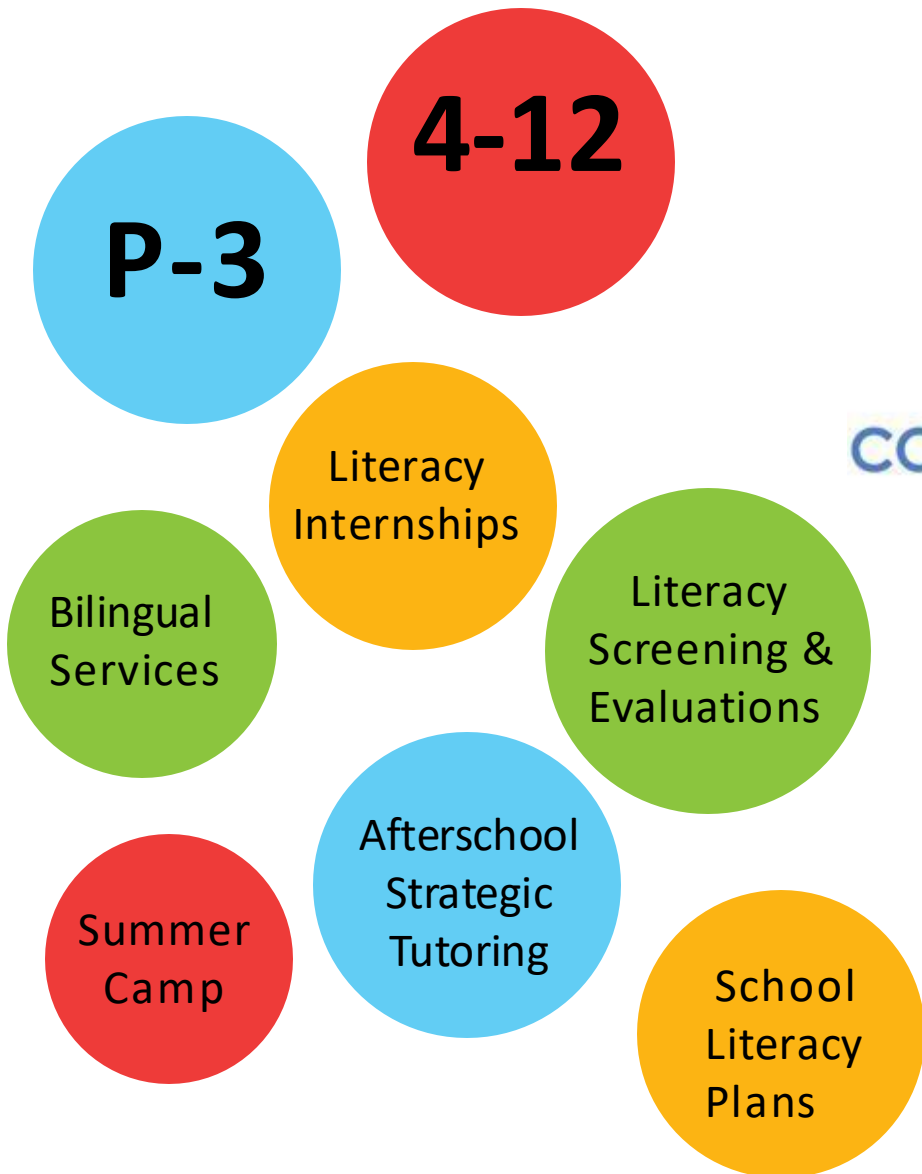 4-12
P-3
Literacy
Internships
Bilingual
Services
Literacy
Screening &
Evaluations
Afterschool
Strategic
Tutoring
Summer
Camp
School
Literacy
Plans